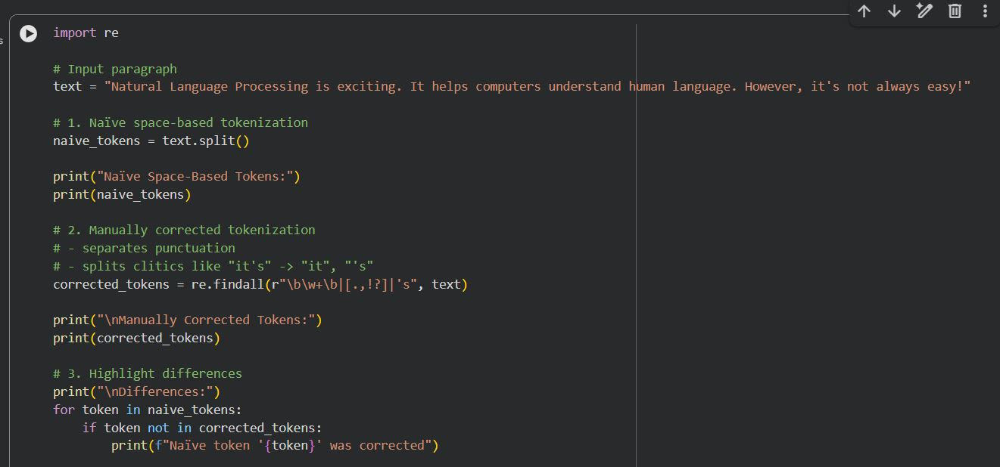 s
import re
# Input paragraph
text = "Natural Language Processing is exciting. It helps computers understand human language. However, it's not always easy!"
# 1. Naïve space-based tokenization
naive_tokens = text.split()
print("Naïve Space-Based Tokens:")
print(naive_tokens)
# 2. Manually corrected tokenization
# - separates punctuation
# - splits clitics like "it's" -> "it", "'s"
corrected_tokens = re.findall(r"\b\w+\b|[.,!?]|'s", text)
print("\nManually Corrected Tokens:")
print(corrected_tokens)
# 3. Highlight differences
print("\nDifferences:")
for token in naive_tokens:
    if token not in corrected_tokens:
        print(f"Naïve token '{token}' was corrected")